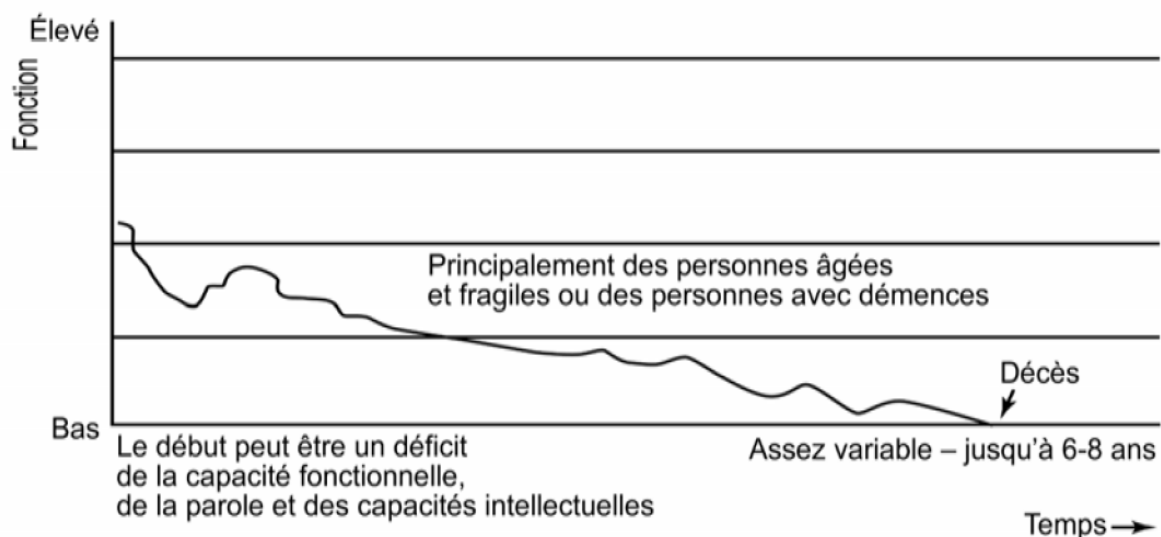 Élevé
Fonction
Principalement des personnes âgées
et fragiles ou des personnes avec démences
Décès
Bas
Le début peut être un déficit
de la capacité fonctionnelle,
de la parole et des capacités intellectuelles
Assez variable – jusqu'à 6-8 ans
Temps